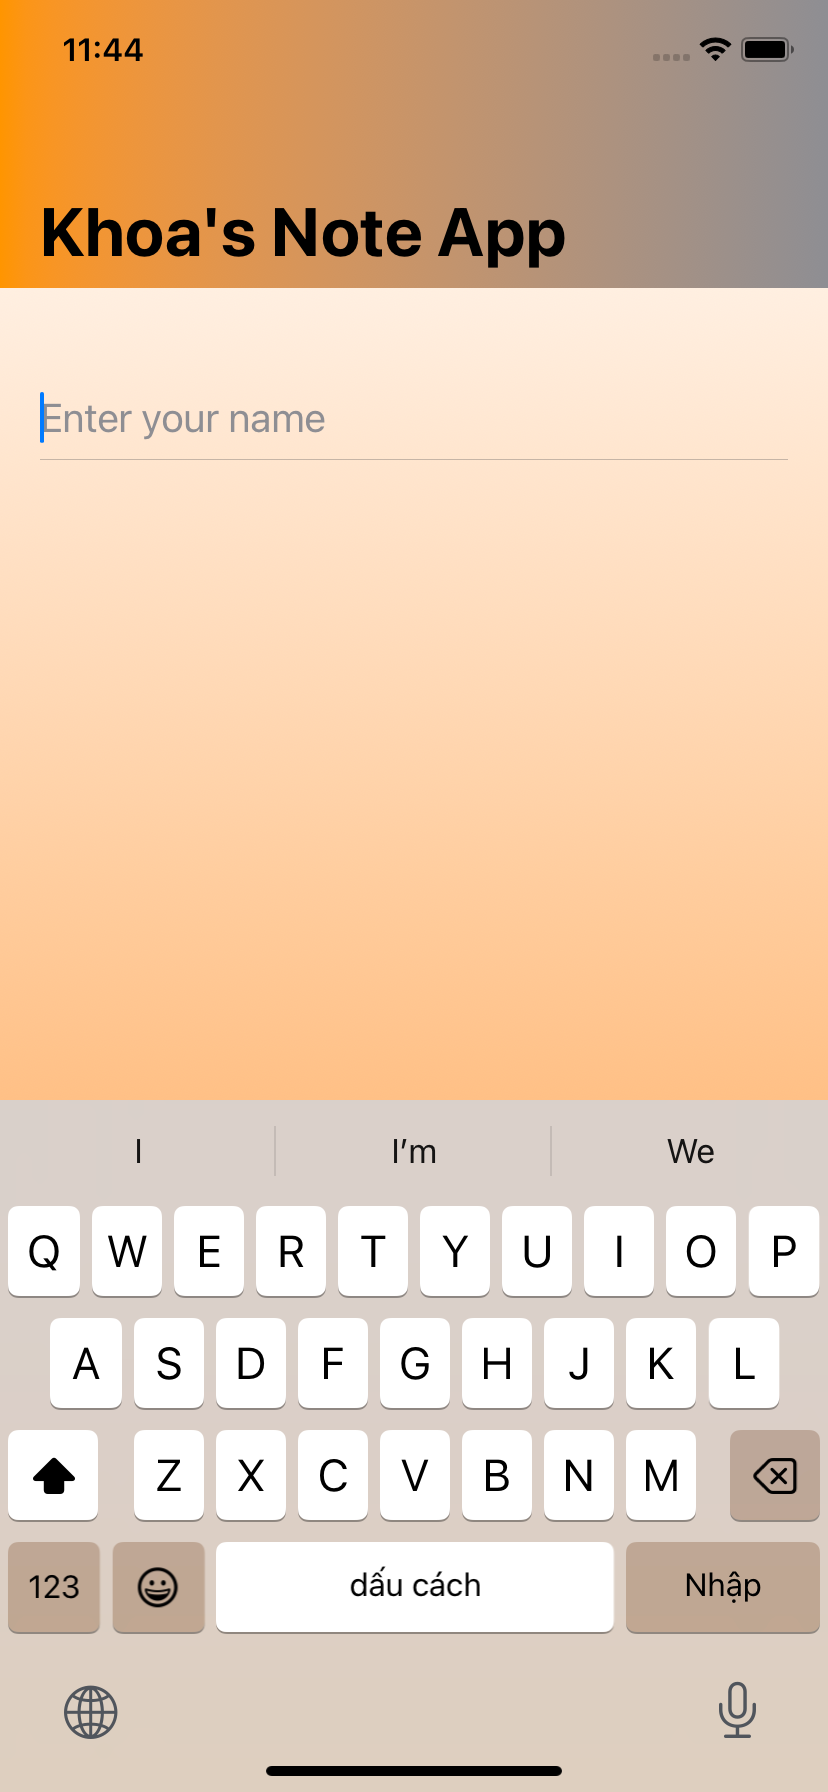 11:44
Khoa's Note App
Enter your name
I I’m We
Q W E R T Y U I O P
A S D F G H J K L
Z X C V B N M
123 dấu cách Nhập